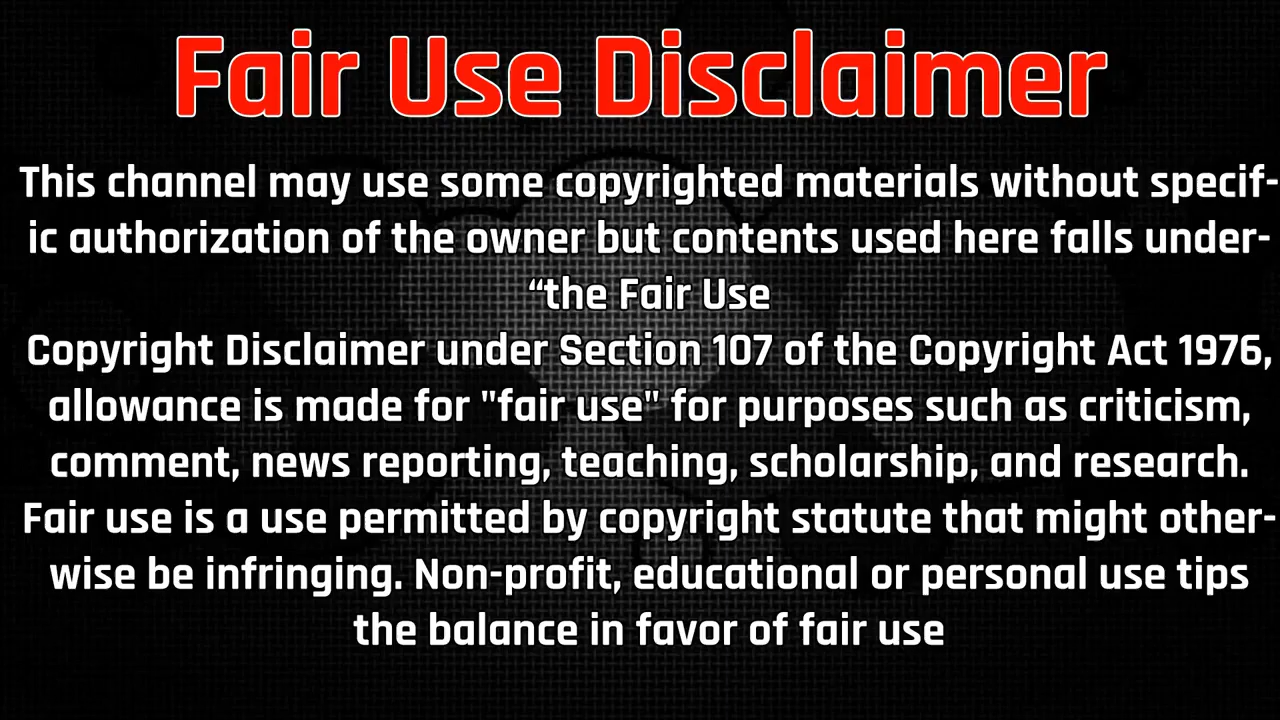 Fair Use Disclaimer
This channel may use some copyrighted materials without specif-
ic authorization of the owner but contents used here falls under-
“the Fair Use
Copyright Disclaimer under Section 107 of the Copyright Act 1976,
allowance is made for "fair use" for purposes such as criticism,
comment, news reporting, teaching, scholarship, and research.
Fair use is a use permitted by copyright statute that might other-
wise be infringing. Non-profit, educational or personal use tips
the balance in favor of fair use